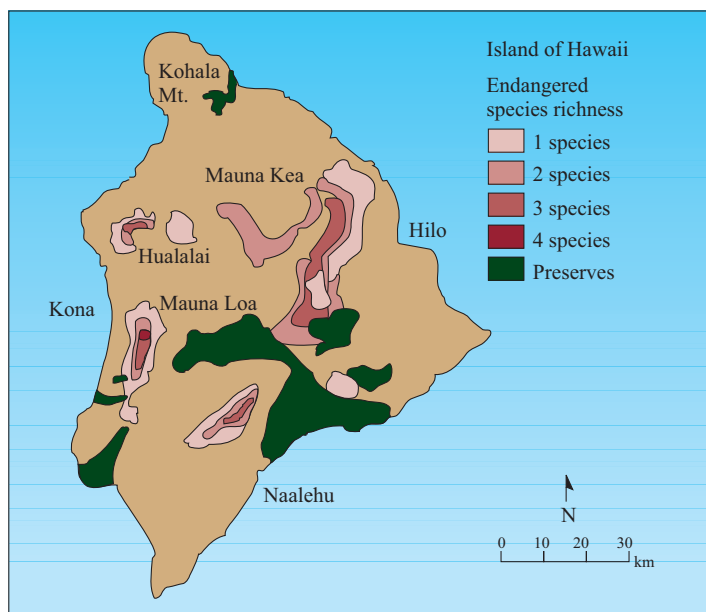 Island of Hawaii
Endangered
species richness
1 species
2 species
3 species
4 species
Preserves
Kohala
Mt.
Mauna Kea
Hilo
Hualalai
Kona
Mauna Loa
Naalehu
N
0 10 20 30
km